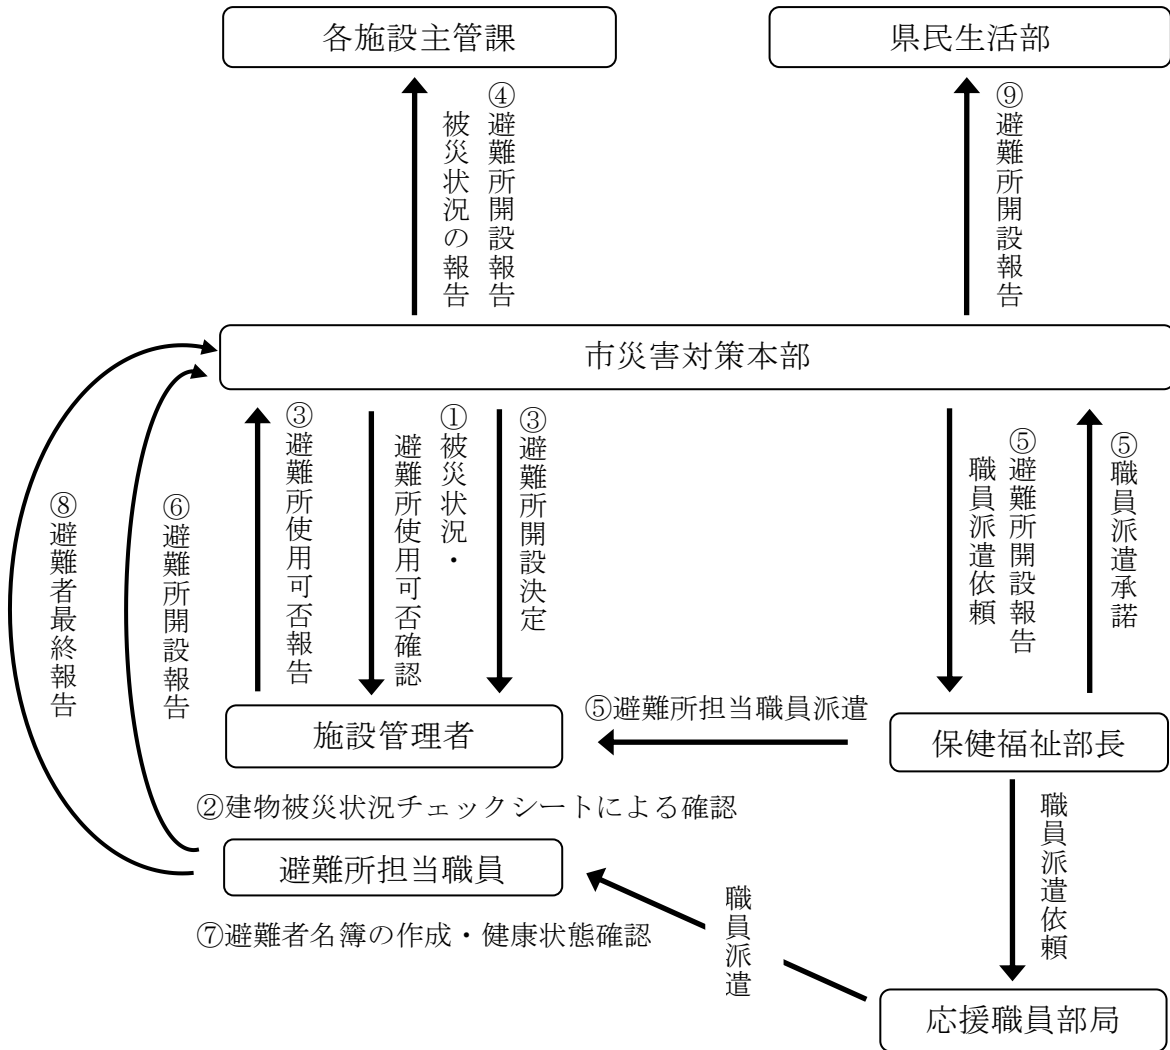 各施設主管課
県民生活部
④避難所開設報告
被災状況の報告
⑨避難所開設報告
市災害対策本部
⑧避難者最終報告
⑥避難所開設報告
③避難所使用可否報告
①被災状況・
避難所使用可否確認
③避難所開設決定
⑤避難所開設報告
職員派遣依頼
⑤職員派遣承諾
施設管理者
⑤避難所担当職員派遣
保健福祉部長
②建物被災状況チェックシートによる確認
避難所担当職員
⑦避難者名簿の作成・健康状態確認
職員派遣
職員派遣依頼
応援職員部局